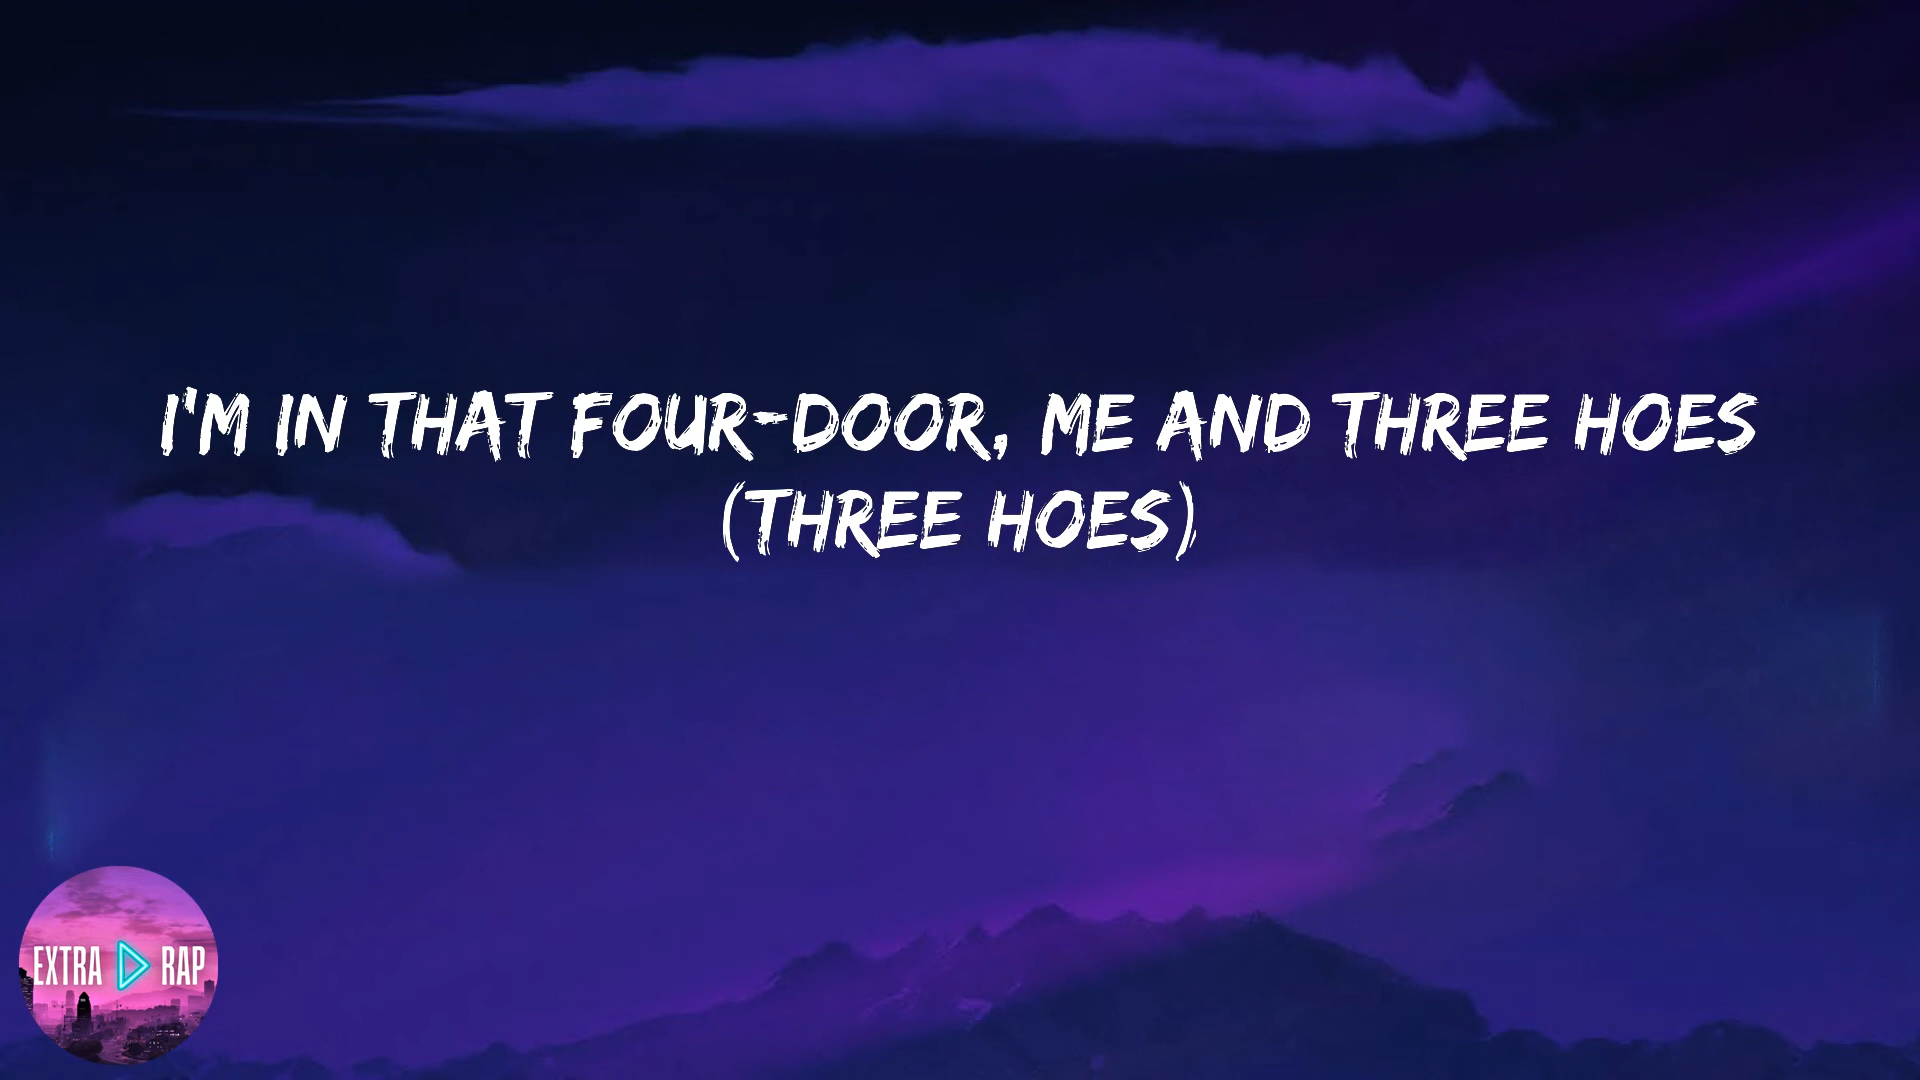 I'M IN THAT FOUR-DOOR, ME AND THREE HOES
(THREE HOES)
EXTRA RAP